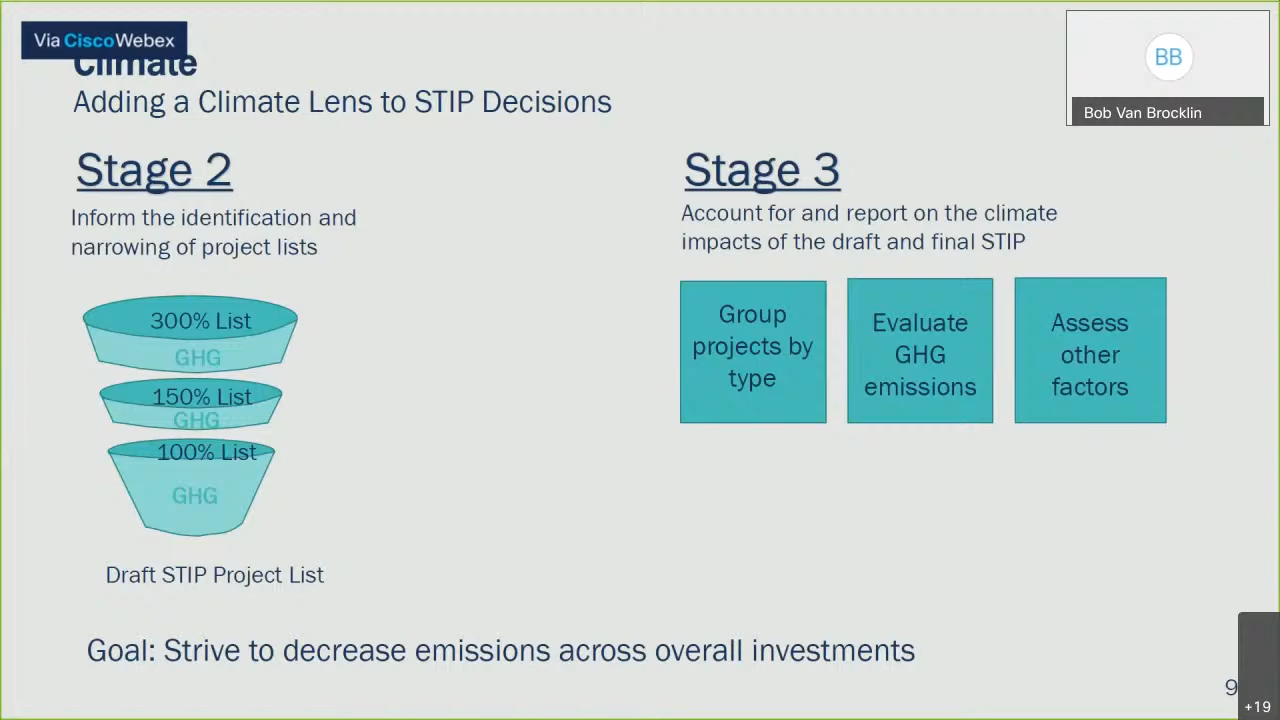 Via CiscoWebex
Climate
Adding a Climate Lens to STIP Decisions
BB
Bob Van Brocklin
Stage 2
Inform the identification and
narrowing of project lists
300% List
GHG
150% List
GHG
100% List
GHG
Draft STIP Project List
Stage 3
Account for and report on the climate
impacts of the draft and final STIP
Group
projects by
type
Evaluate
GHG
emissions
Assess
other
factors
Goal: Strive to decrease emissions across overall investments
9
+19